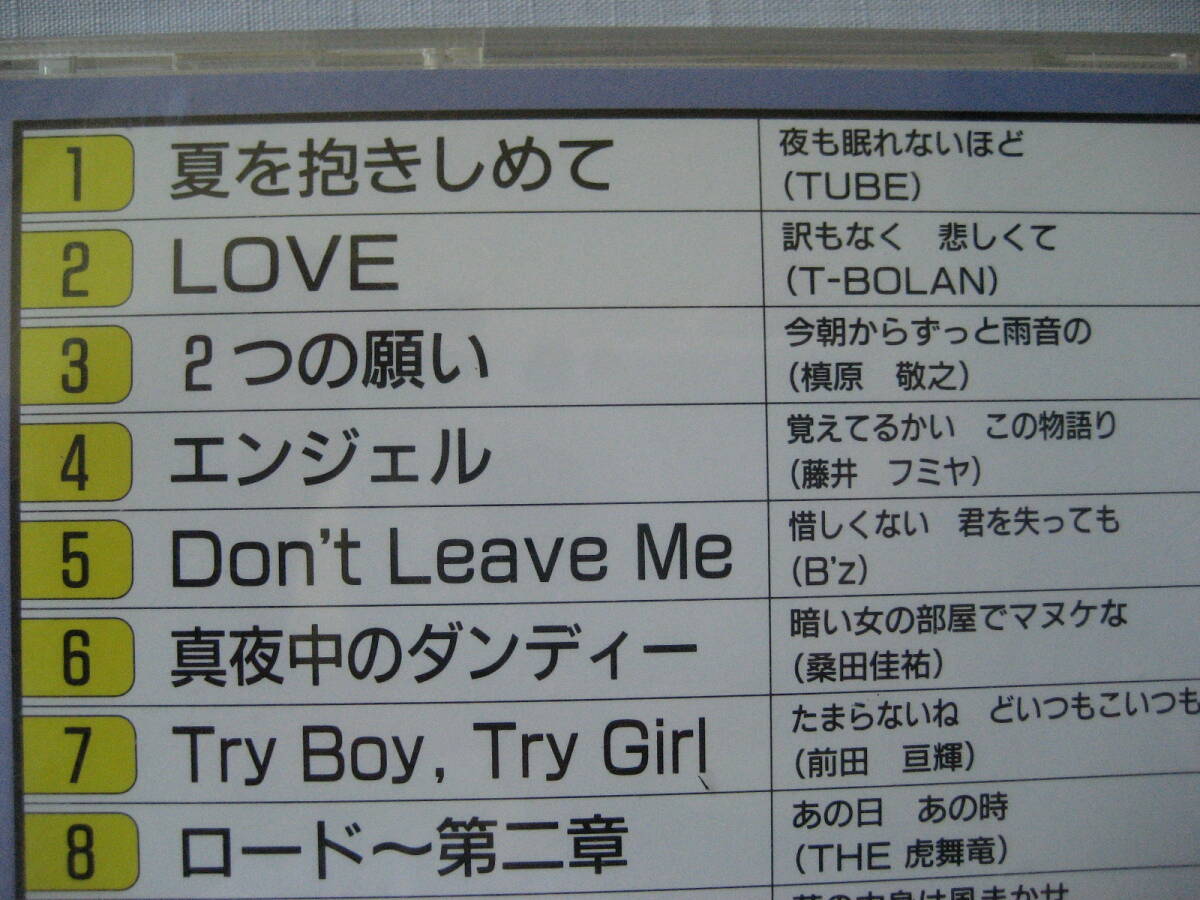 1 夏を抱きしめて 夜も眠れないほど
(TUBE)
2 LOVE 訳もなく 悲しくて
(T-BOLAN)
3 2つの願い 今朝からずっと雨音の
(槙原 敬之)
4 エンジェル 覚えてるかい この物語り
(藤井 フミヤ)
5 Don't Leave Me 惜しくない 君を失っても
(B'z)
6 真夜中のダンディー 暗い女の部屋でマヌケな
(桑田佳祐)
7 Try Boy, Try Girl たまらないね どいつもこいつも
(前田 亘輝)
8 ロード〜第二章 あの日 あの時
(THE 虎舞竜)